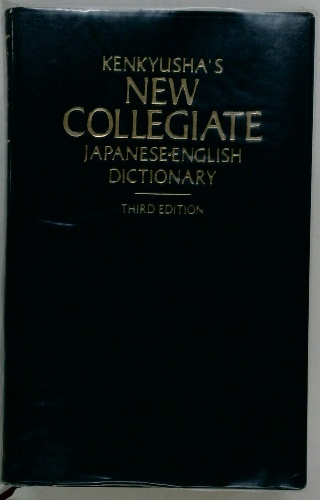 KENKYUSHA'S
NEW
COLLEGIATE
JAPANESE-ENGLISH
DICTIONARY
THIRD EDITION